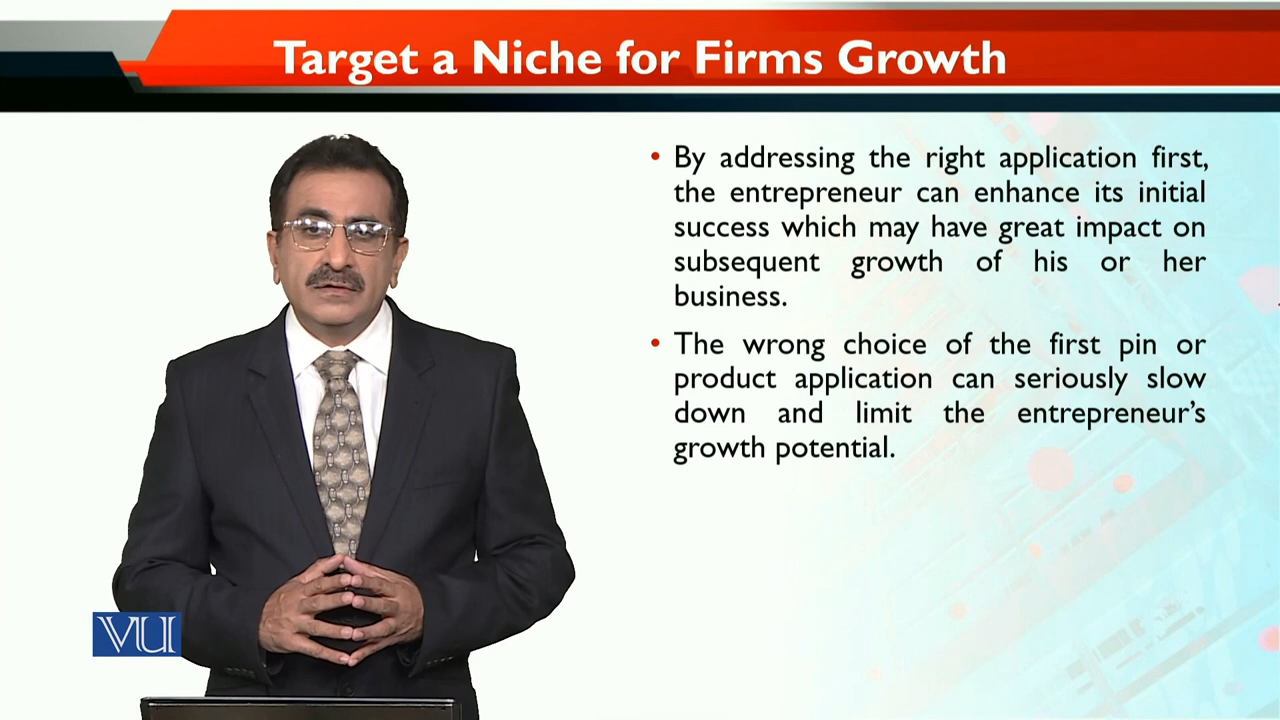 Target a Niche for Firms Growth
• By addressing the right application first,
the entrepreneur can enhance its initial
success which may have great impact on
subsequent growth of his or her
business.
• The wrong choice of the first pin or
product application can seriously slow
down and limit the entrepreneur's
growth potential.
VU